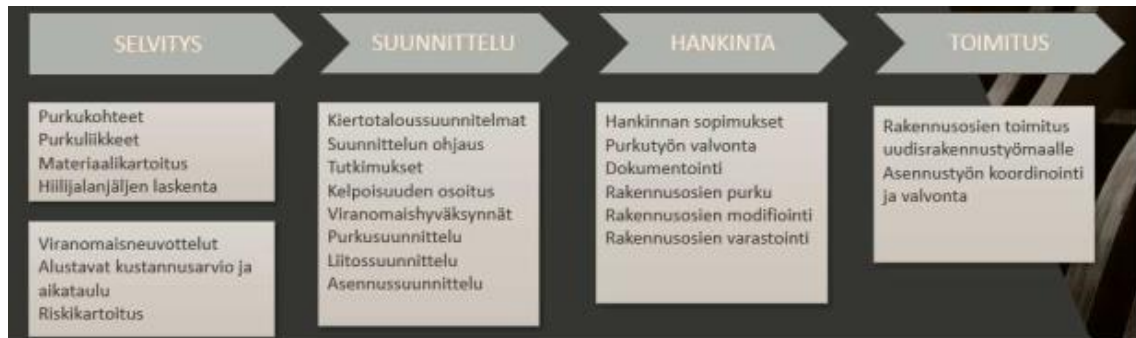 SELVITYS
SUUNNITTELU
HANKINTA
TOIMITUS
Purkukohteet
Purkuliikkeet
Materiaalikartoitus
Hiilijalanjäljen laskenta
Viranomaisneuvottelut
Alustavat kustannusarvio ja
aikataulu
Riskikartoitus
Kiertotaloussuunnitelmat
Suunnittelun ohjaus
Tutkimukset
Kelpoisuuden osoitus
Viranomaishyväksynnät
Purkusuunnittelu
Liitossuunnittelu
Asennussuunnittelu
Hankinnan sopimukset
Purkutyön valvonta
Dokumentointi
Rakennusosien purku
Rakennusosien modifiointi
Rakennusosien varastointi
Rakennusosien toimitus
uudisrakennustyömaalle
Asennustyön koordinointi
ja valvonta